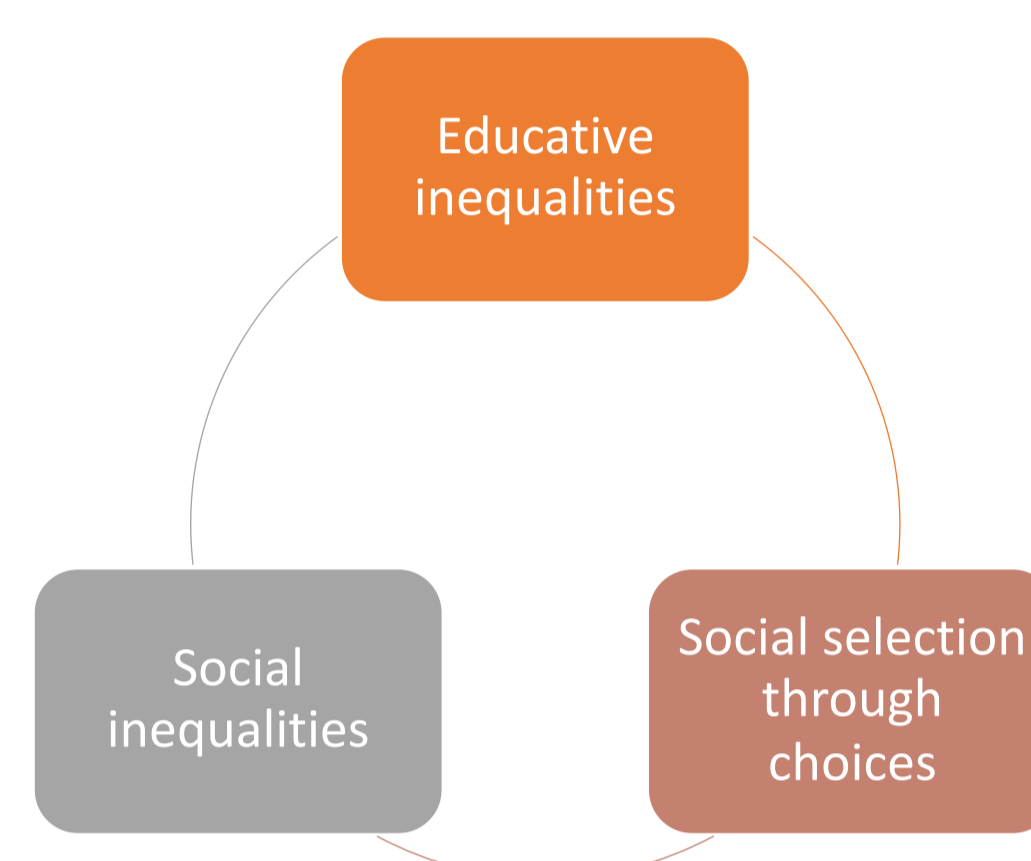 Educative
inequalities
Social
inequalities
Social selection
through
choices